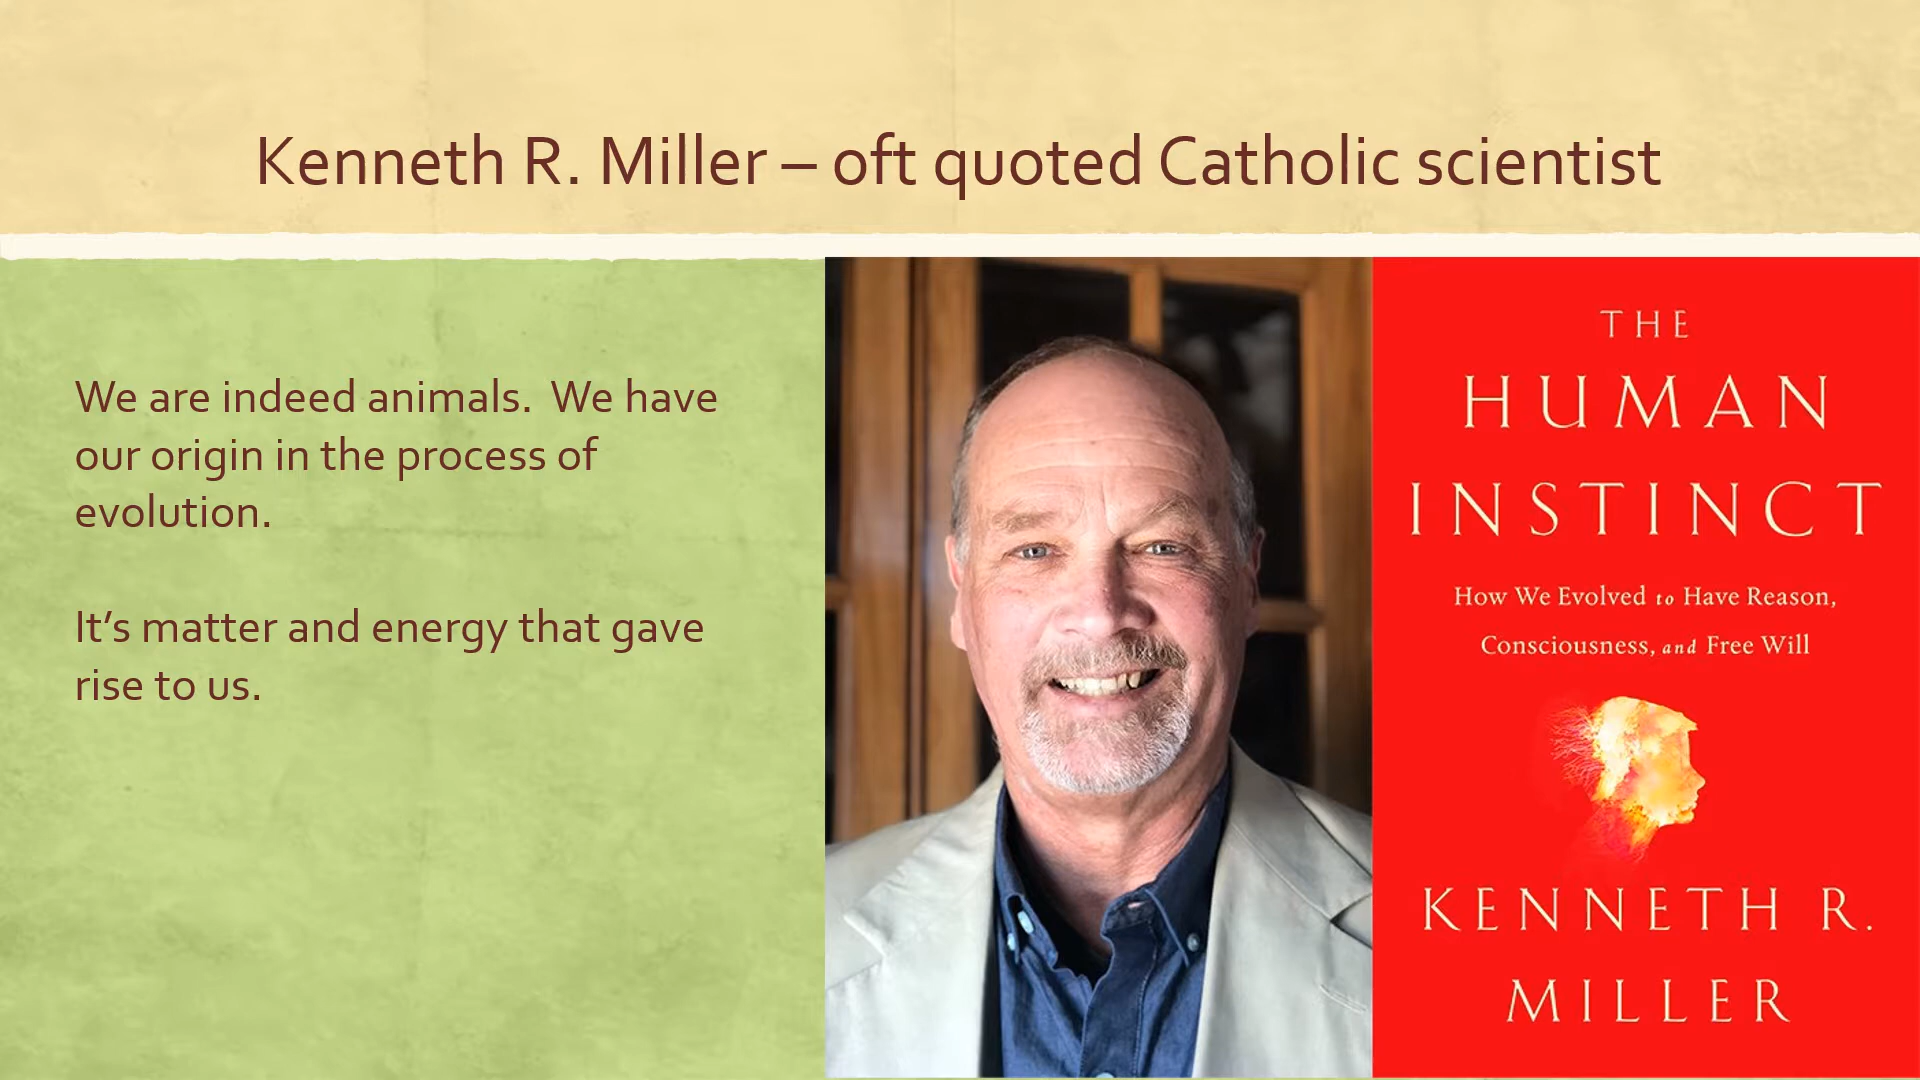 Kenneth R. Miller – oft quoted Catholic scientist
We are indeed animals.  We have
our origin in the process of
evolution.
It’s matter and energy that gave
rise to us.
THE
HUMAN
INSTINCT
How We Evolved to Have Reason,
Consciousness, and Free Will
KENNETH R.
MILLER